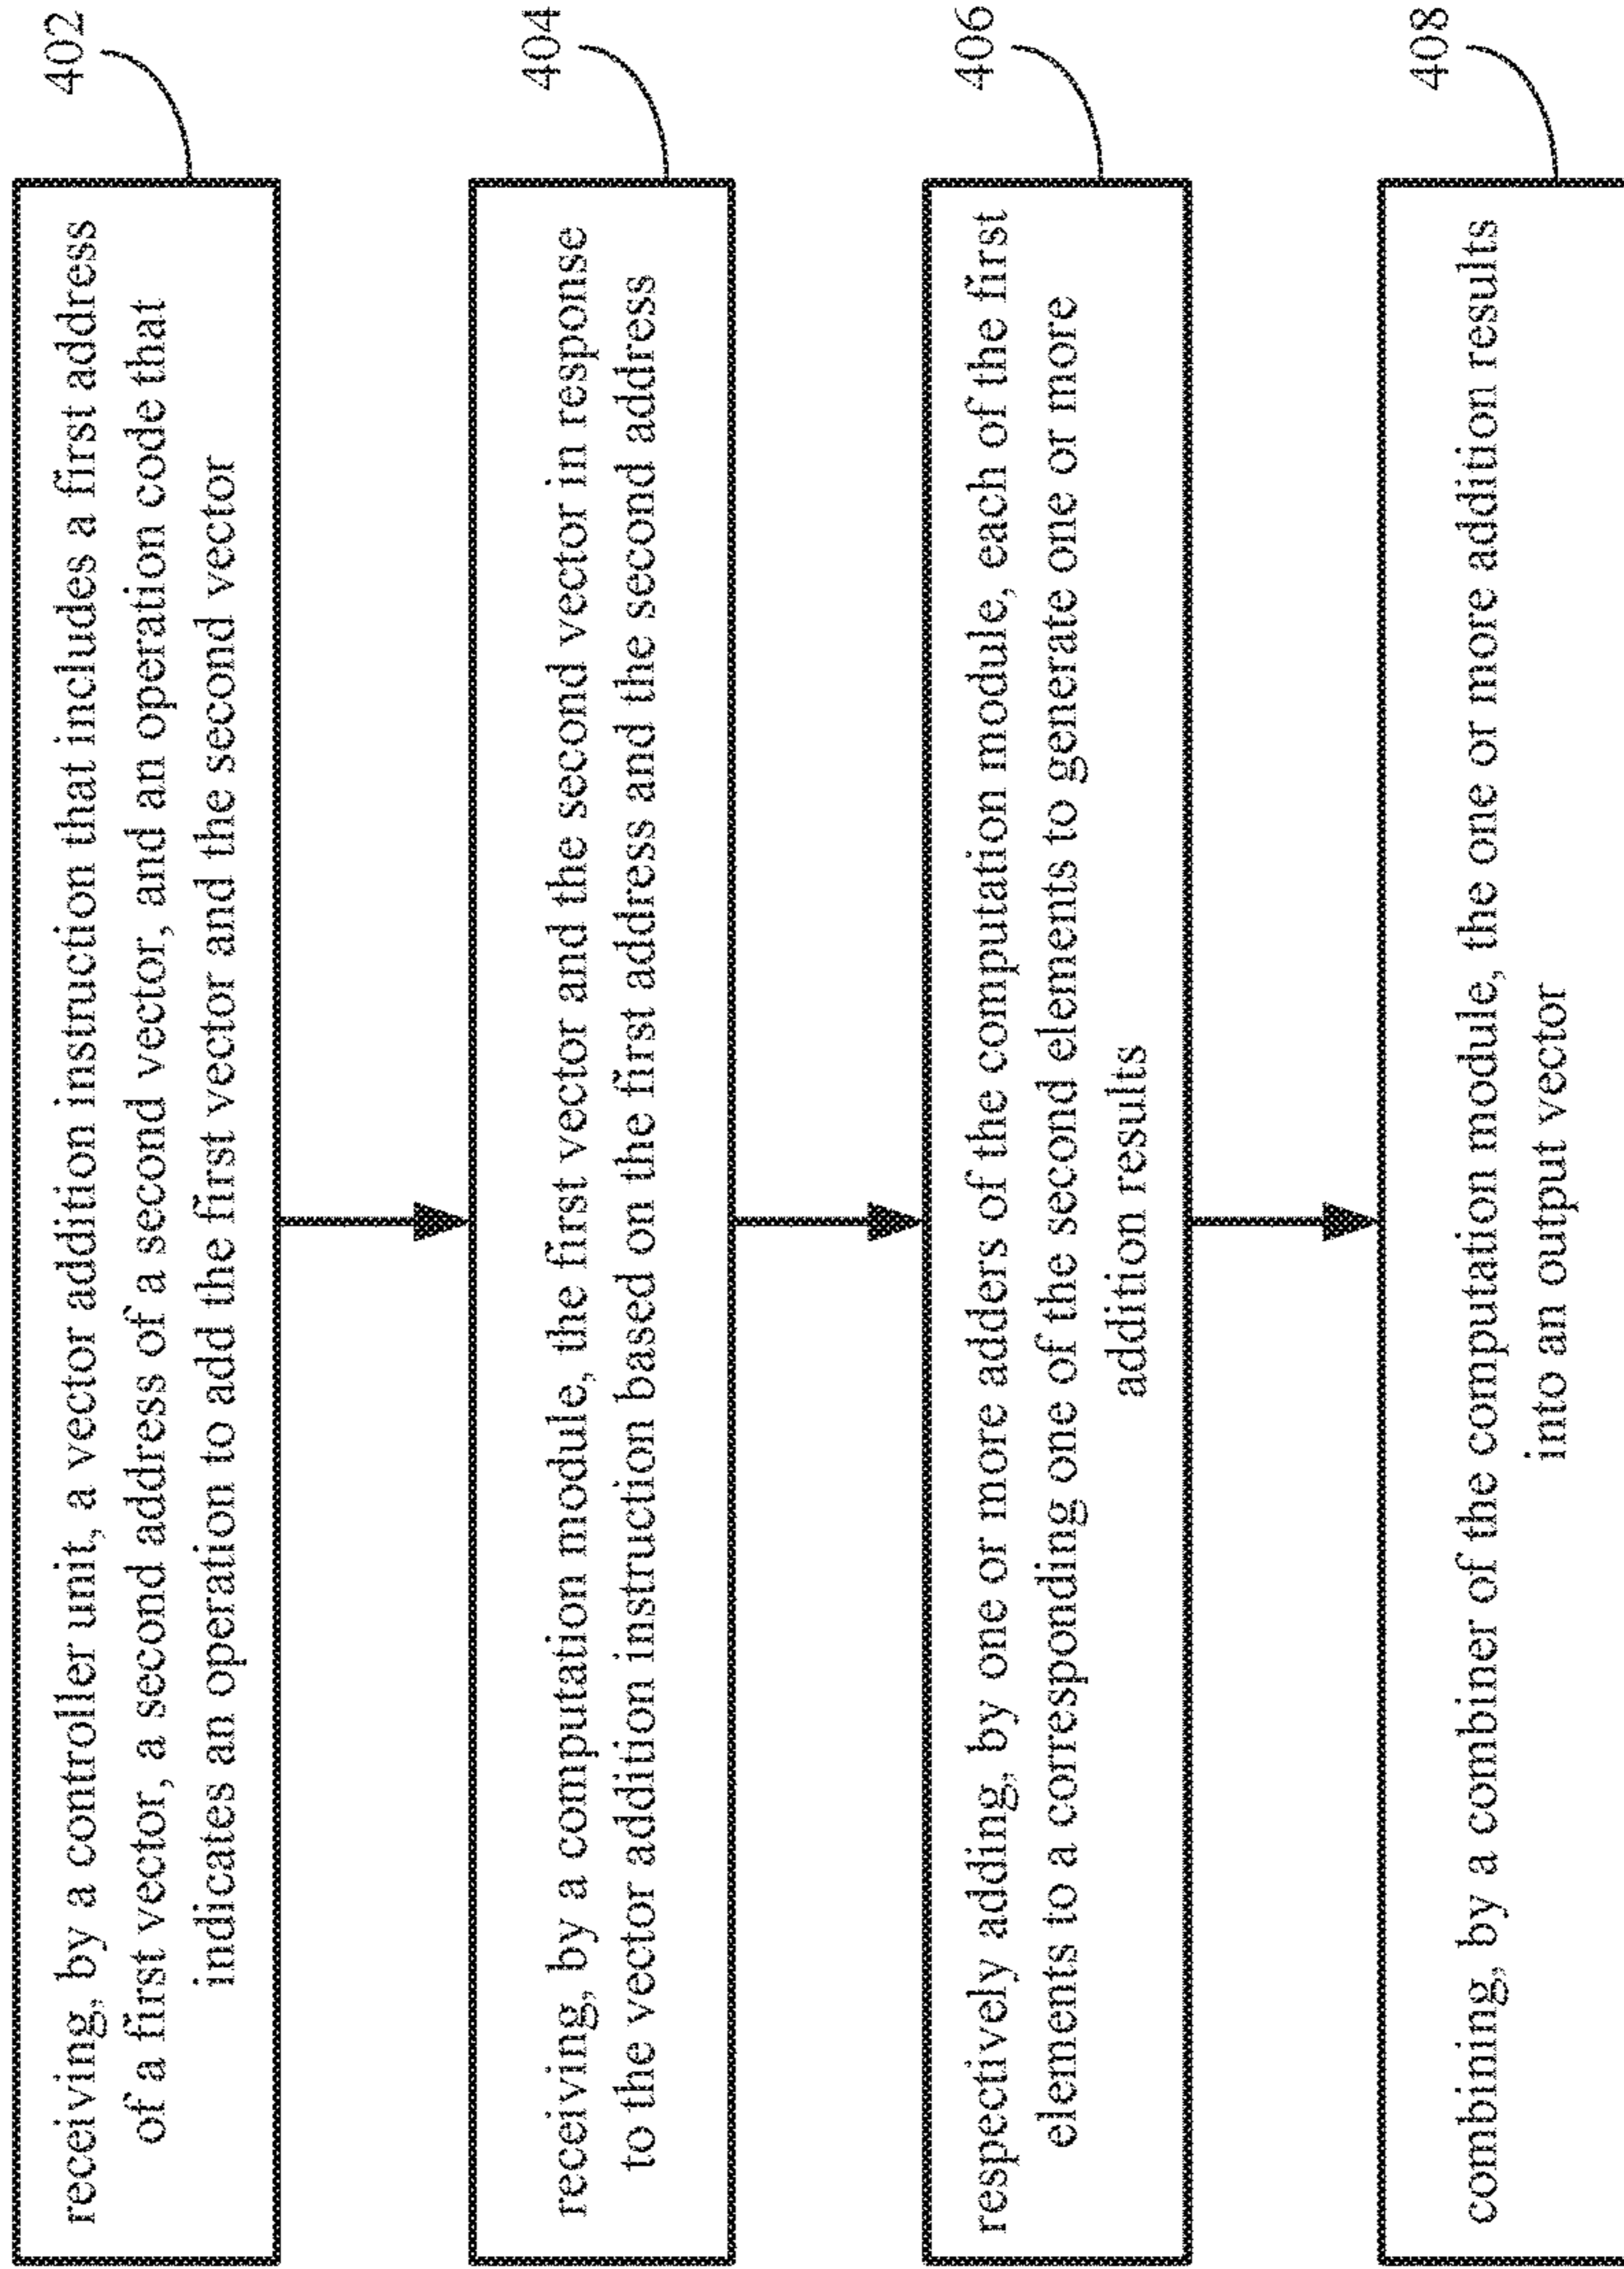 402
receiving, by a controller unit, a vector addition instruction that includes a first address
of a first vector, a second address of a second vector, and an operation code that
indicates an operation to add the first vector and the second vector
404
receiving, by a computation module, the first vector and the second vector in response
to the vector addition instruction based on the first address and the second address
406
respectively adding, by one or more adders of the computation module, each of the first
elements to a corresponding one of the second elements to generate one or more
addition results
408
combining, by a combiner of the computation module, the one or more addition results
into an output vector